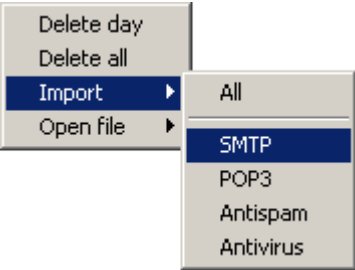 Delete day
Delete all
Import
Open file
All
SMTP
POP3
Antispam
Antivirus